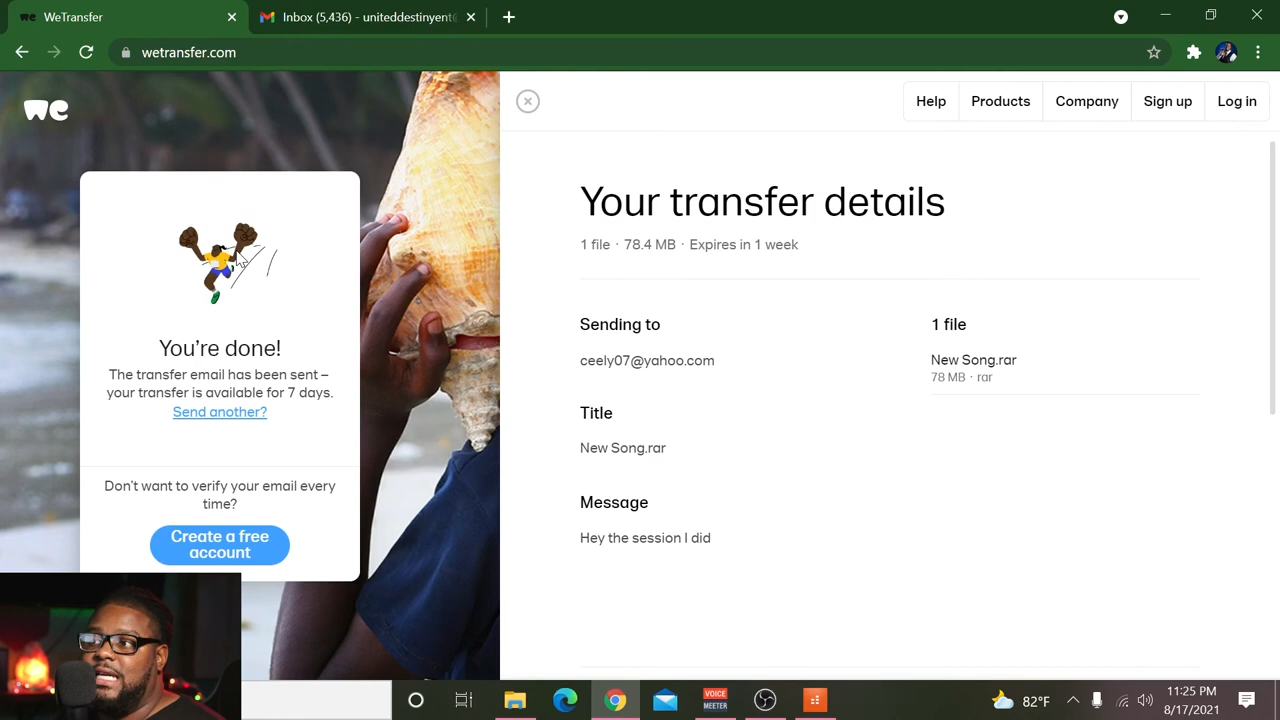 WeTransfer
Inbox (5,436) - uniteddestinyent@
wetransfer.com
we
Help
Products
Company
Sign up
Log in
You're done!
The transfer email has been sent –
your transfer is available for 7 days.
Send another?
Don't want to verify your email every
time?
Create a free
account
Your transfer details
1 file · 78.4 MB · Expires in 1 week
Sending to
ceely07@yahoo.com
Title
New Song.rar
Message
Hey the session I did
1 file
New Song.rar
78 MB · rar
VOICE
MEETER
82°F
11:25 PM
8/17/2021